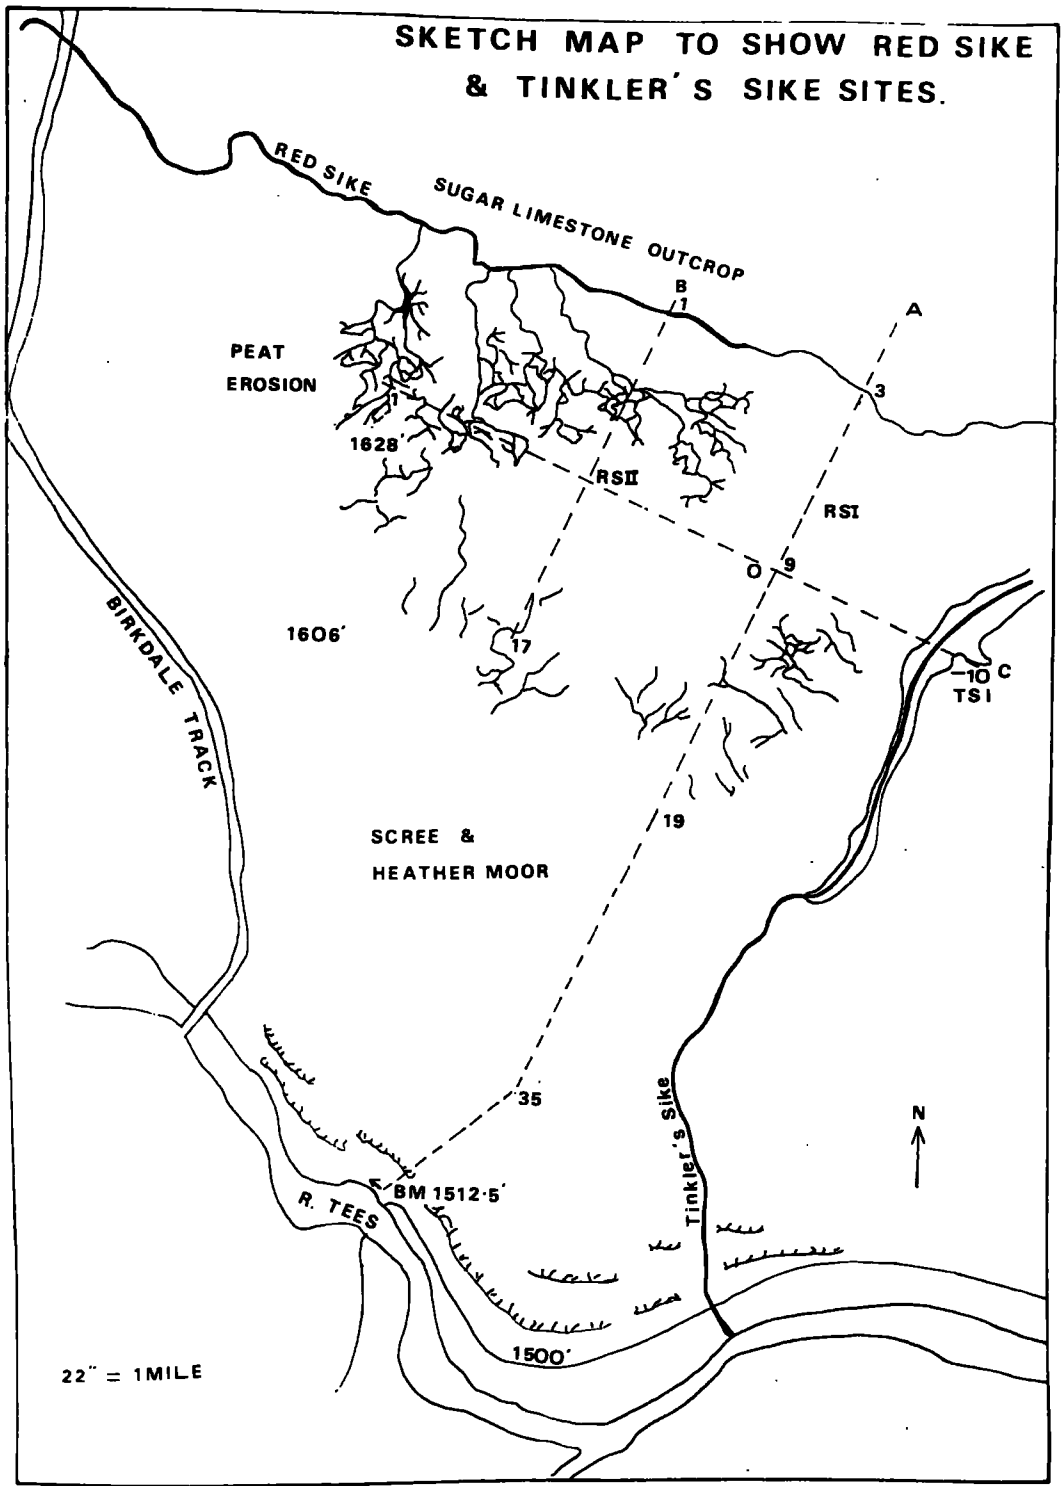 SKETCH MAP TO SHOW RED SIKE
& TINKLER'S SIKE SITES.
RED SIKE
SUGAR LIMESTONE OUTCROP
B
1
A
3
PEAT
EROSION
1
1628'
RSII
RSI
O 9
BIRKDALE TRACK
1606'
17
-10 C
TSI
19
SCREE &
HEATHER MOOR
35
Tinkler's Sike
N
BM 1512·5'
R. TEES
1500'
22" = 1MILE